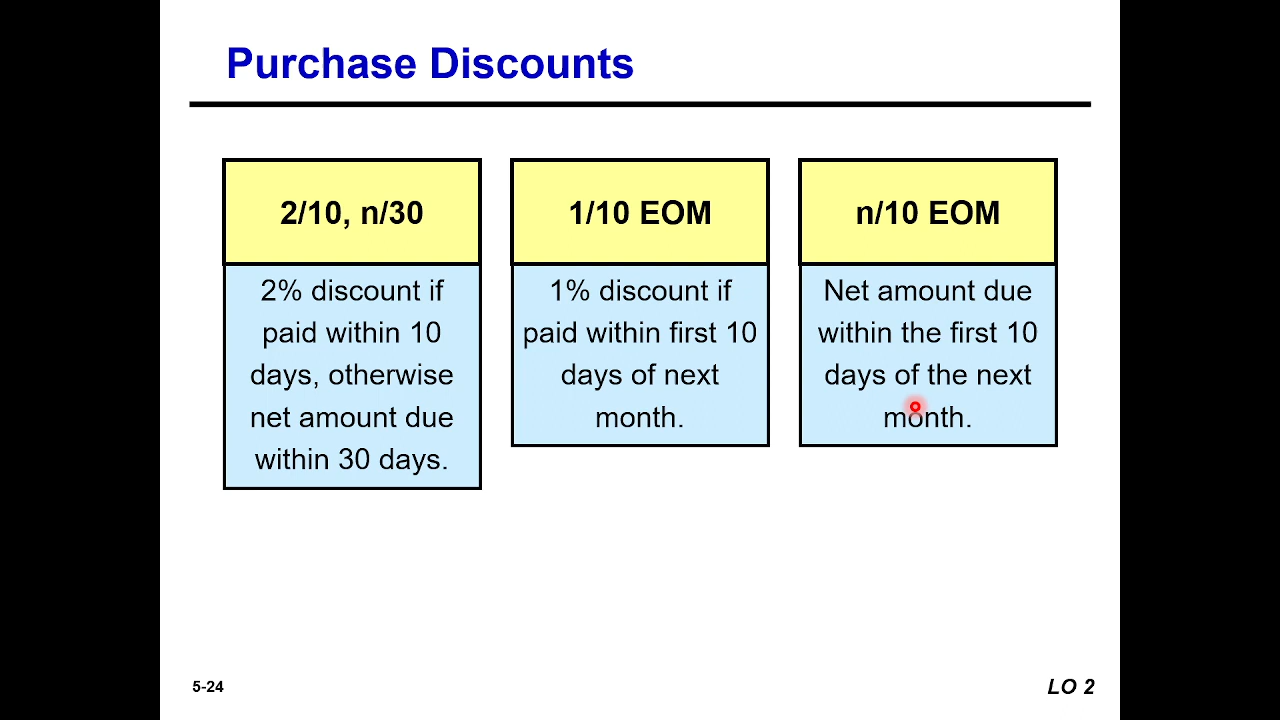 Purchase Discounts
2/10, n/30
2% discount if
paid within 10
days, otherwise
net amount due
within 30 days.
1/10 EOM
1% discount if
paid within first 10
days of next
month.
n/10 EOM
Net amount due
within the first 10
days of the next
month.
5-24
LO 2